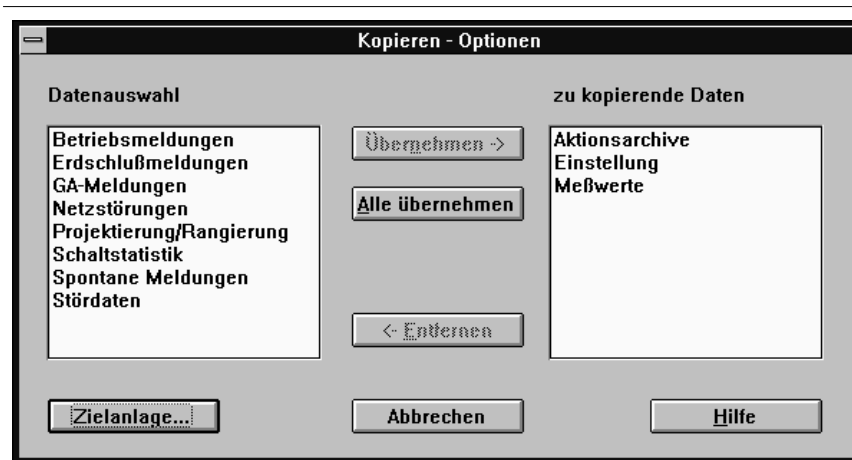 Kopieren - Optionen
Datenauswahl
zu kopierende Daten
Betriebsmeldungen
Erdschlußmeldungen
GA-Meldungen
Netzstörungen
Projektierung/Rangierung
Schaltstatistik
Spontane Meldungen
Stördaten
Übernehmen ->
Alle übernehmen
<- Entfernen
Aktionsarchive
Einstellung
Meßwerte
Zielanlage...
Abbrechen
Hilfe